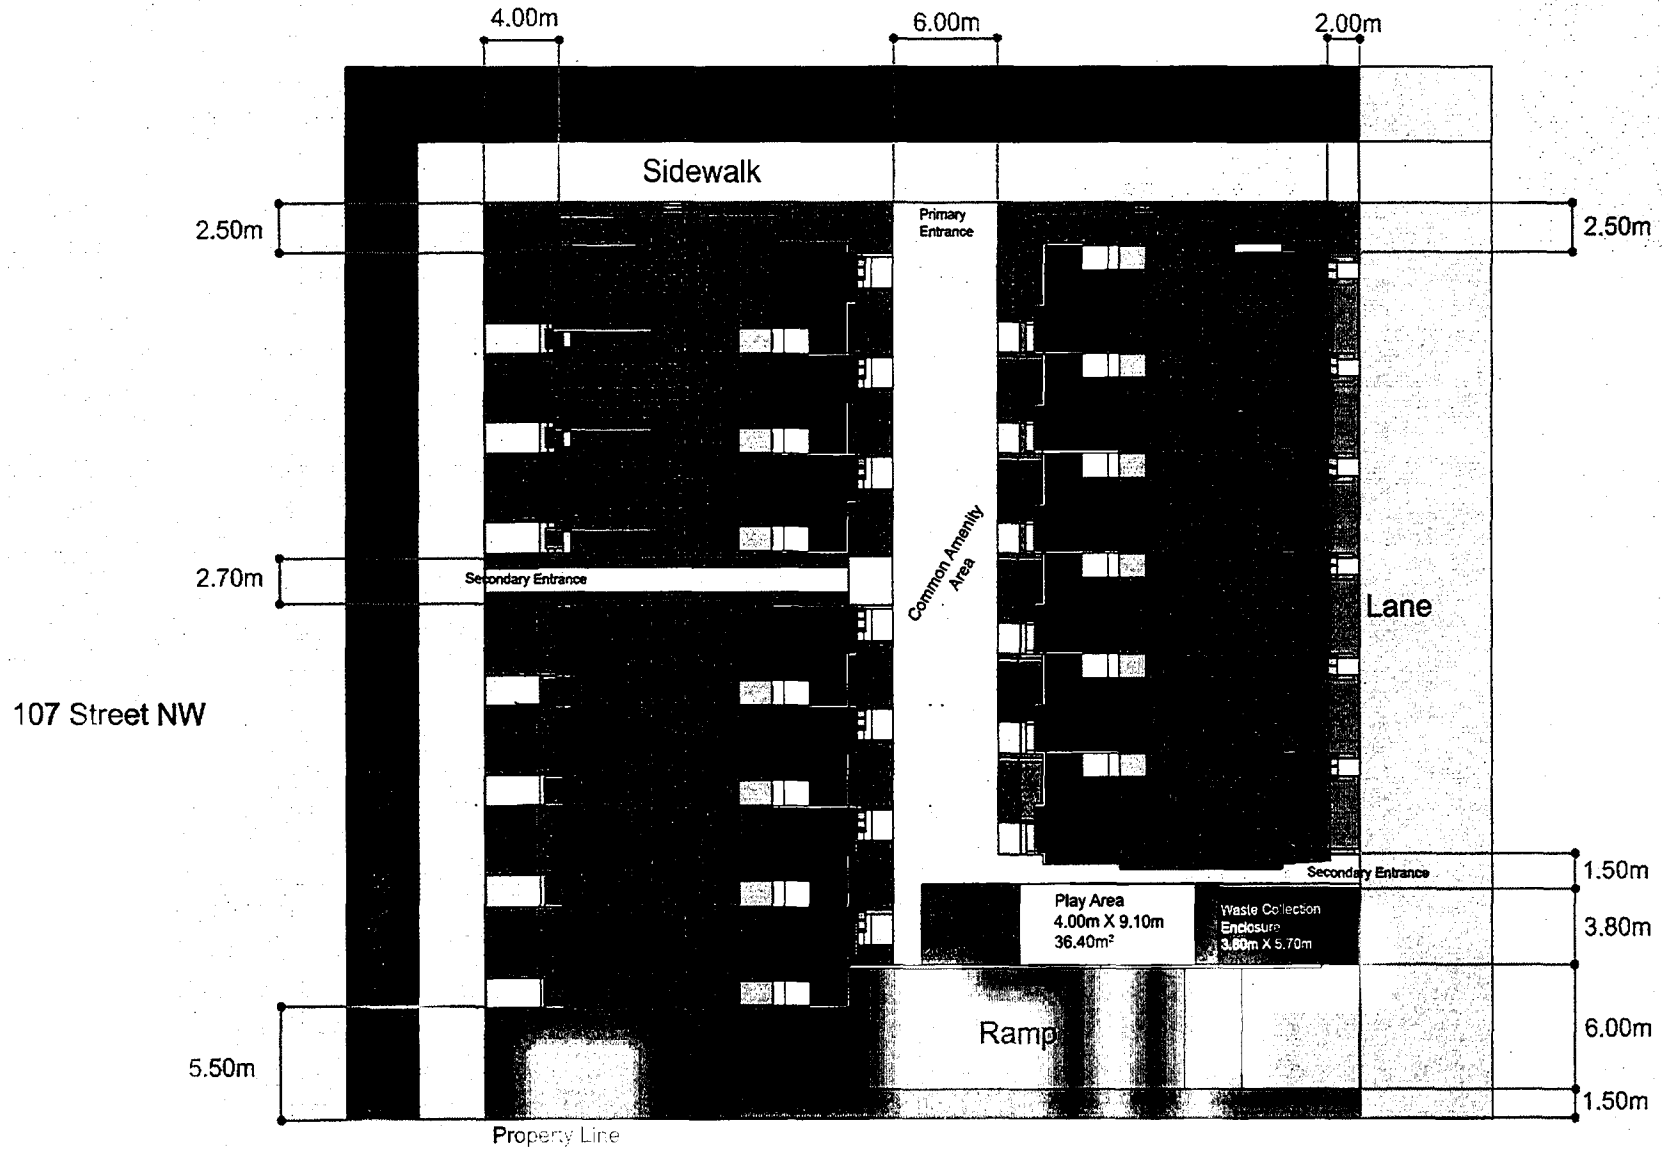 4.00m
6.00m
2.00m
Sidewalk
2.50m
Primary
Entrance
2.50m
2.70m
Secondary Entrance
Common Amenity
Area
Lane
107 Street NW
Secondary Entrance
1.50m
Play Area
4.00m X 9.10m
36.40m²
Waste Collection
Enclosure
3.80m X 5.70m
3.80m
Ramp
6.00m
5.50m
1.50m
Property Line